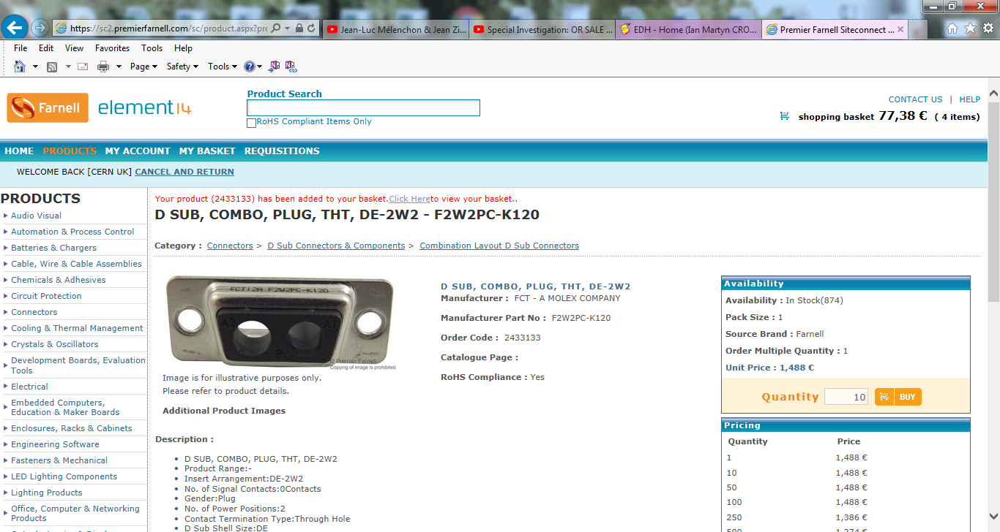 https://sc2.premierfarnell.com/sc/product.aspx?pr
Jean-Luc Mélenchon & Jean Zi...
Special Investigation: OR SALE ...
EDH - Home (Ian Martyn CRO...
Premier Farnell Siteconnect ...
File Edit View Favorites Tools Help
Page Safety Tools
Farnell element14
Product Search
RoHS Compliant Items Only
CONTACT US | HELP
shopping basket 77,38 € ( 4 items)
HOME PRODUCTS MY ACCOUNT MY BASKET REQUISITIONS
WELCOME BACK [CERN UK] CANCEL AND RETURN
PRODUCTS
Audio Visual
Automation & Process Control
Batteries & Chargers
Cable, Wire & Cable Assemblies
Chemicals & Adhesives
Circuit Protection
Connectors
Cooling & Thermal Management
Crystals & Oscillators
Development Boards, Evaluation
Tools
Electrical
Embedded Computers,
Education & Maker Boards
Enclosures, Racks & Cabinets
Engineering Software
Fasteners & Mechanical
LED Lighting Components
Lighting Products
Office, Computer & Networking
Products
Your product (2433133) has been added to your basket.Click Hereto view your basket..
D SUB, COMBO, PLUG, THT, DE-2W2 - F2W2PC-K120
Category : Connectors > D Sub Connectors & Components > Combination Layout D Sub Connectors
FCT12A F2W2PC-K120
A2 A1
P
© Premier Farnell
Copying of image is prohibited
Image is for illustrative purposes only.
Please refer to product details.
Additional Product Images
D SUB, COMBO, PLUG, THT, DE-2W2
Manufacturer : FCT - A MOLEX COMPANY
Manufacturer Part No : F2W2PC-K120
Order Code : 2433133
Catalogue Page :
RoHS Compliance : Yes
Description :
D SUB, COMBO, PLUG, THT, DE-2W2
Product Range:-
Insert Arrangement:DE-2W2
No. of Signal Contacts:0Contacts
Gender:Plug
No. of Power Positions:2
Contact Termination Type:Through Hole
D Sub Shell Size:DE
Availability
Availability : In Stock(874)
Pack Size : 1
Source Brand : Farnell
Order Multiple Quantity : 1
Unit Price : 1,488 €
Quantity 10 BUY
Pricing
Quantity Price
1 1,488 €
10 1,488 €
50 1,488 €
100 1,488 €
250 1,386 €
500 1,274 €